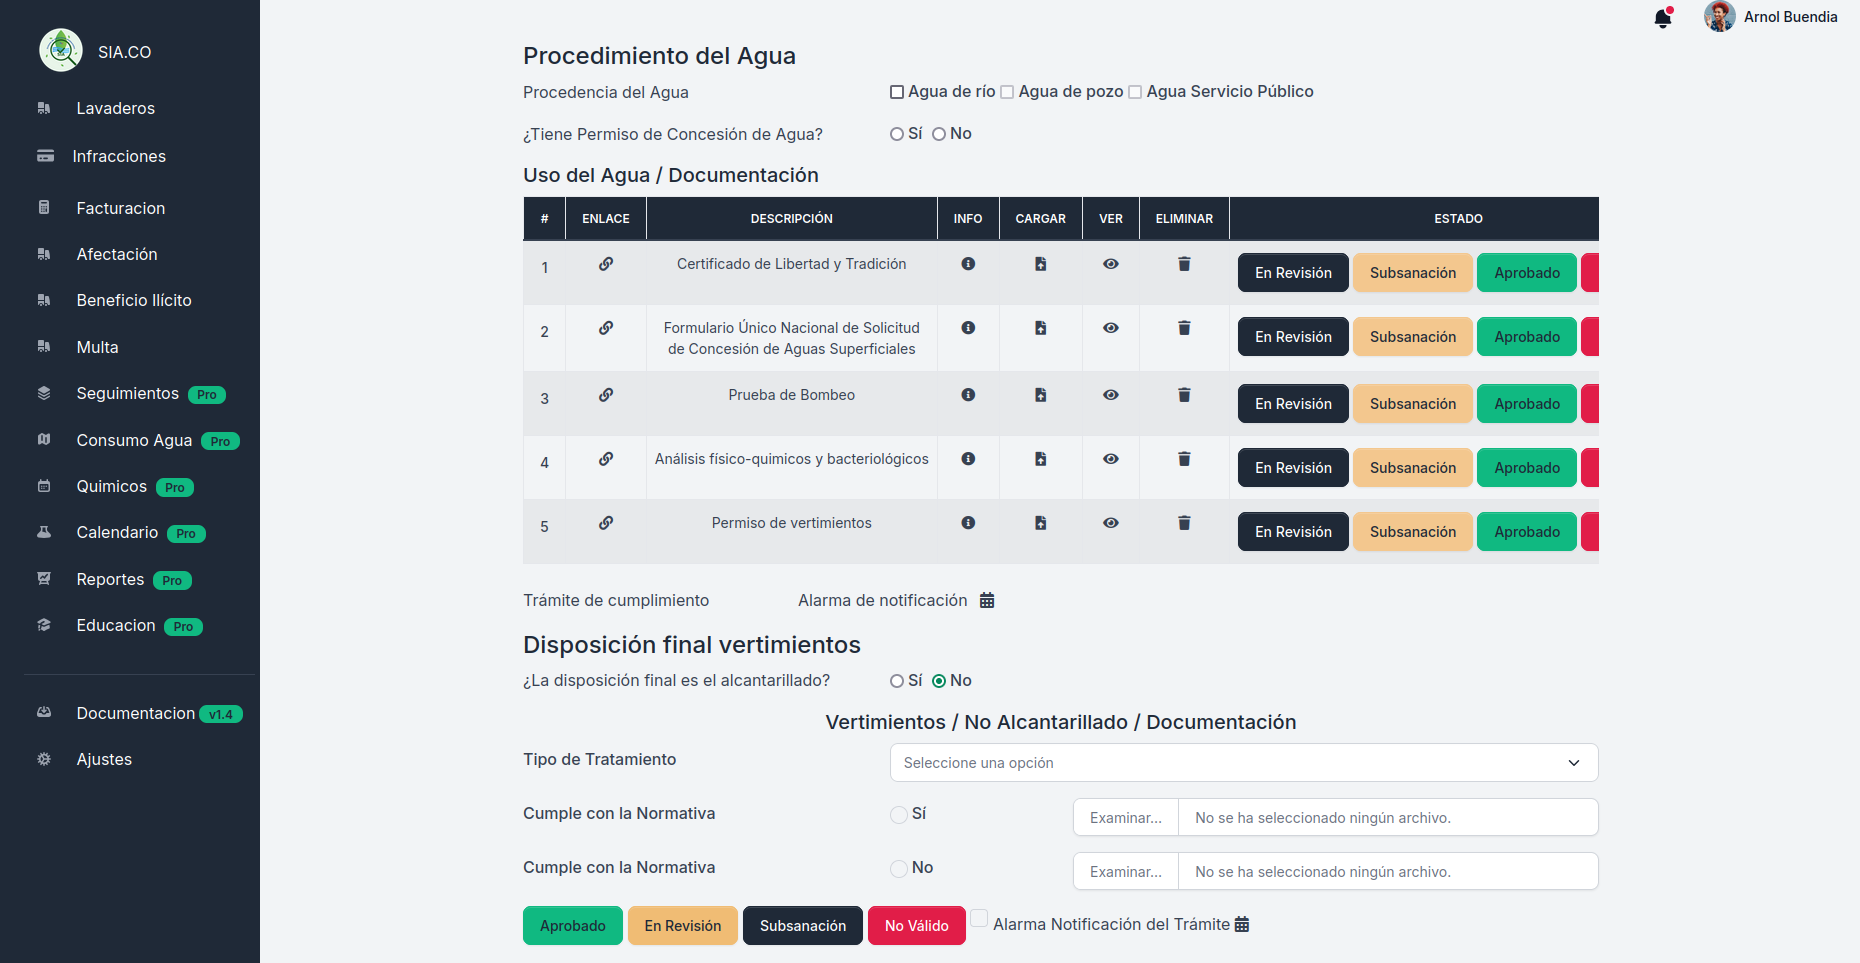 SIA.CO
Lavaderos
Infracciones
Facturacion
Afectación
Beneficio Ilícito
Multa
Seguimientos Pro
Consumo Agua Pro
Quimicos Pro
Calendario Pro
Reportes Pro
Educacion Pro
Documentacion v1.4
Ajustes
Arnol Buendia
Procedimiento del Agua
Procedencia del Agua Agua de río Agua de pozo Agua Servicio Público
¿Tiene Permiso de Concesión de Agua? Sí No
Uso del Agua / Documentación
# ENLACE DESCRIPCIÓN INFO CARGAR VER ELIMINAR ESTADO
1 Certificado de Libertad y Tradición En Revisión Subsanación Aprobado
2 Formulario Único Nacional de Solicitud
de Concesión de Aguas Superficiales En Revisión Subsanación Aprobado
3 Prueba de Bombeo En Revisión Subsanación Aprobado
4 Análisis físico-quimicos y bacteriológicos En Revisión Subsanación Aprobado
5 Permiso de vertimientos En Revisión Subsanación Aprobado
Trámite de cumplimiento Alarma de notificación
Disposición final vertimientos
¿La disposición final es el alcantarillado? Sí No
Vertimientos / No Alcantarillado / Documentación
Tipo de Tratamiento Seleccione una opción
Cumple con la Normativa Sí Examinar... No se ha seleccionado ningún archivo.
Cumple con la Normativa No Examinar... No se ha seleccionado ningún archivo.
Aprobado En Revisión Subsanación No Válido Alarma Notificación del Trámite